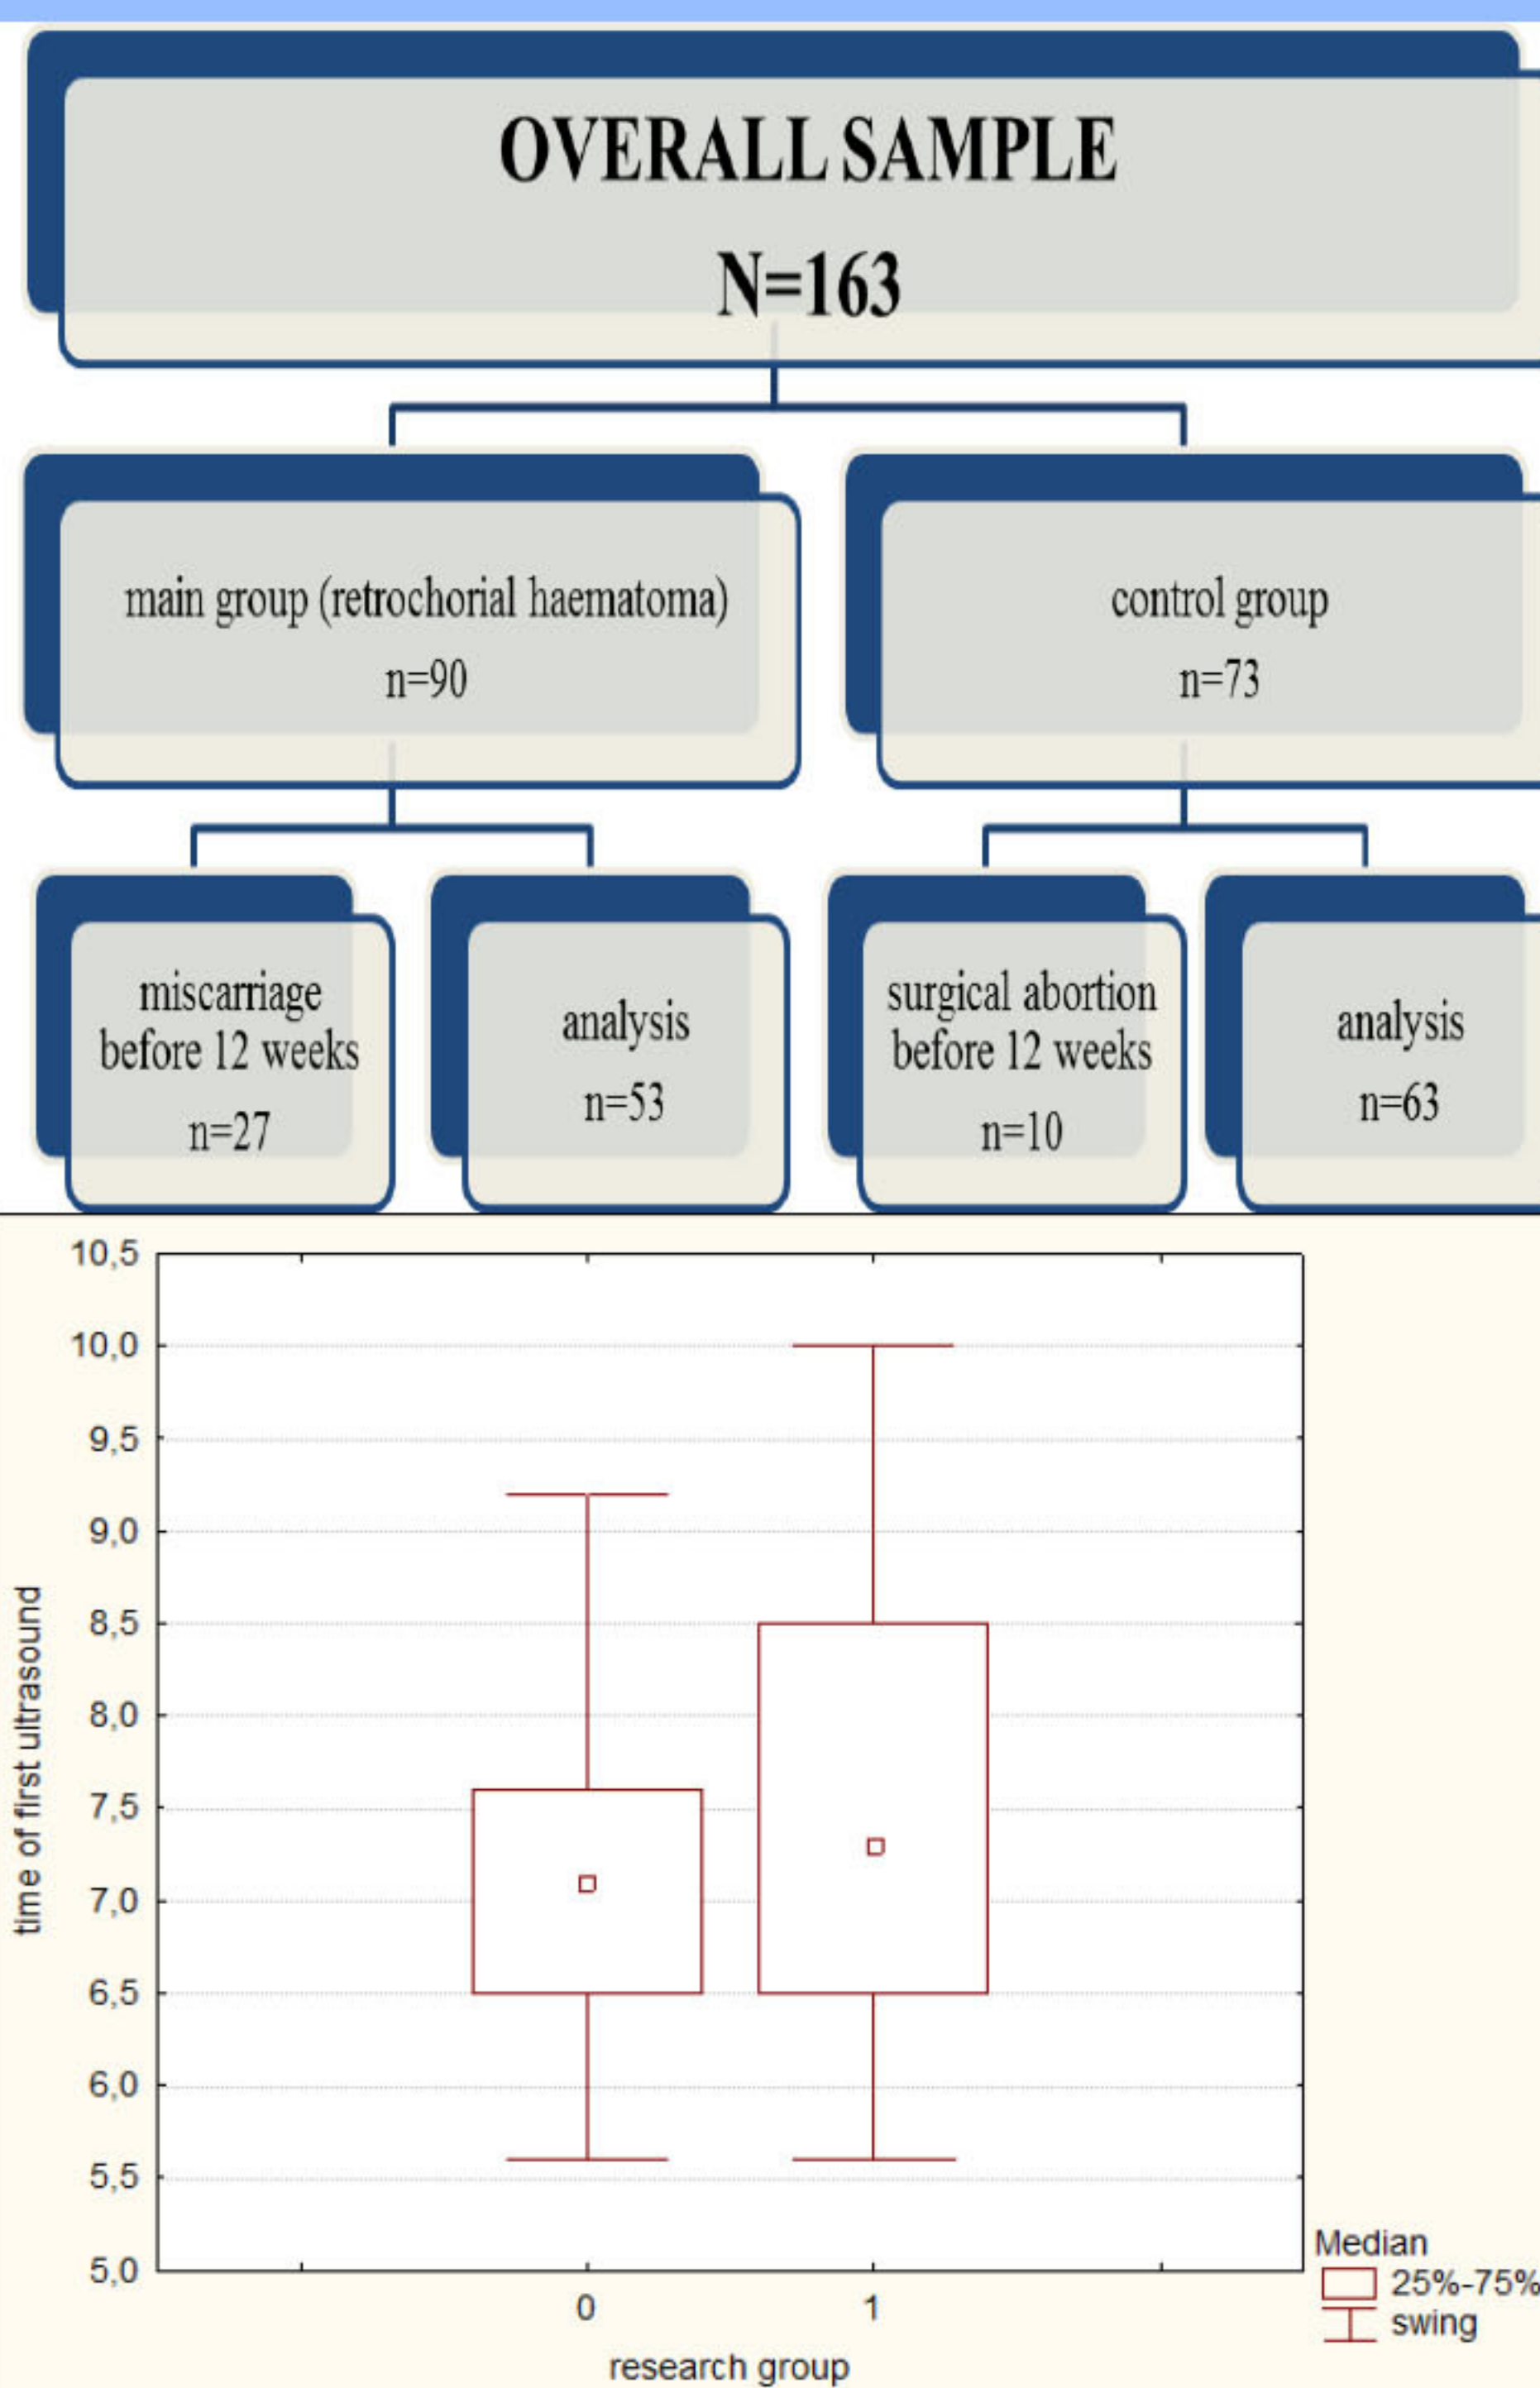 OVERALL SAMPLE
N=163
main group (retrochorial haematoma)
n=90
control group
n=73
miscarriage
before 12 weeks
n=27
analysis
n=53
surgical abortion
before 12 weeks
n=10
analysis
n=63
10,5
10,0
9,5
9,0
8,5
8,0
7,5
7,0
6,5
6,0
5,5
5,0
time of first ultrasound
0
1
research group
Median
25%-75%
swing